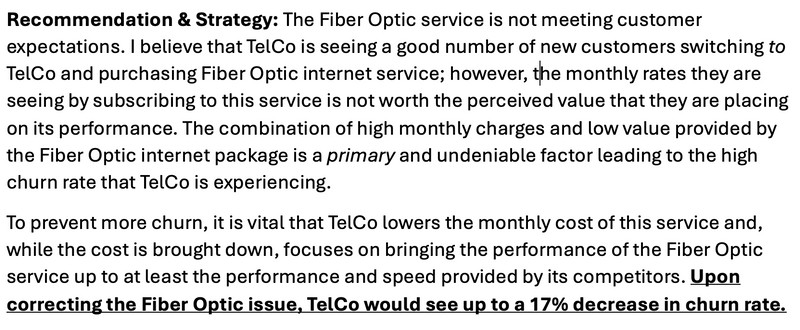 Recommendation & Strategy: The Fiber Optic service is not meeting customer
expectations. I believe that TelCo is seeing a good number of new customers switching to
TelCo and purchasing Fiber Optic internet service; however, the monthly rates they are
seeing by subscribing to this service is not worth the perceived value that they are placing
on its performance. The combination of high monthly charges and low value provided by
the Fiber Optic internet package is a primary and undeniable factor leading to the high
churn rate that TelCo is experiencing.
To prevent more churn, it is vital that TelCo lowers the monthly cost of this service and,
while the cost is brought down, focuses on bringing the performance of the Fiber Optic
service up to at least the performance and speed provided by its competitors. Upon
correcting the Fiber Optic issue, TelCo would see up to a 17% decrease in churn rate.